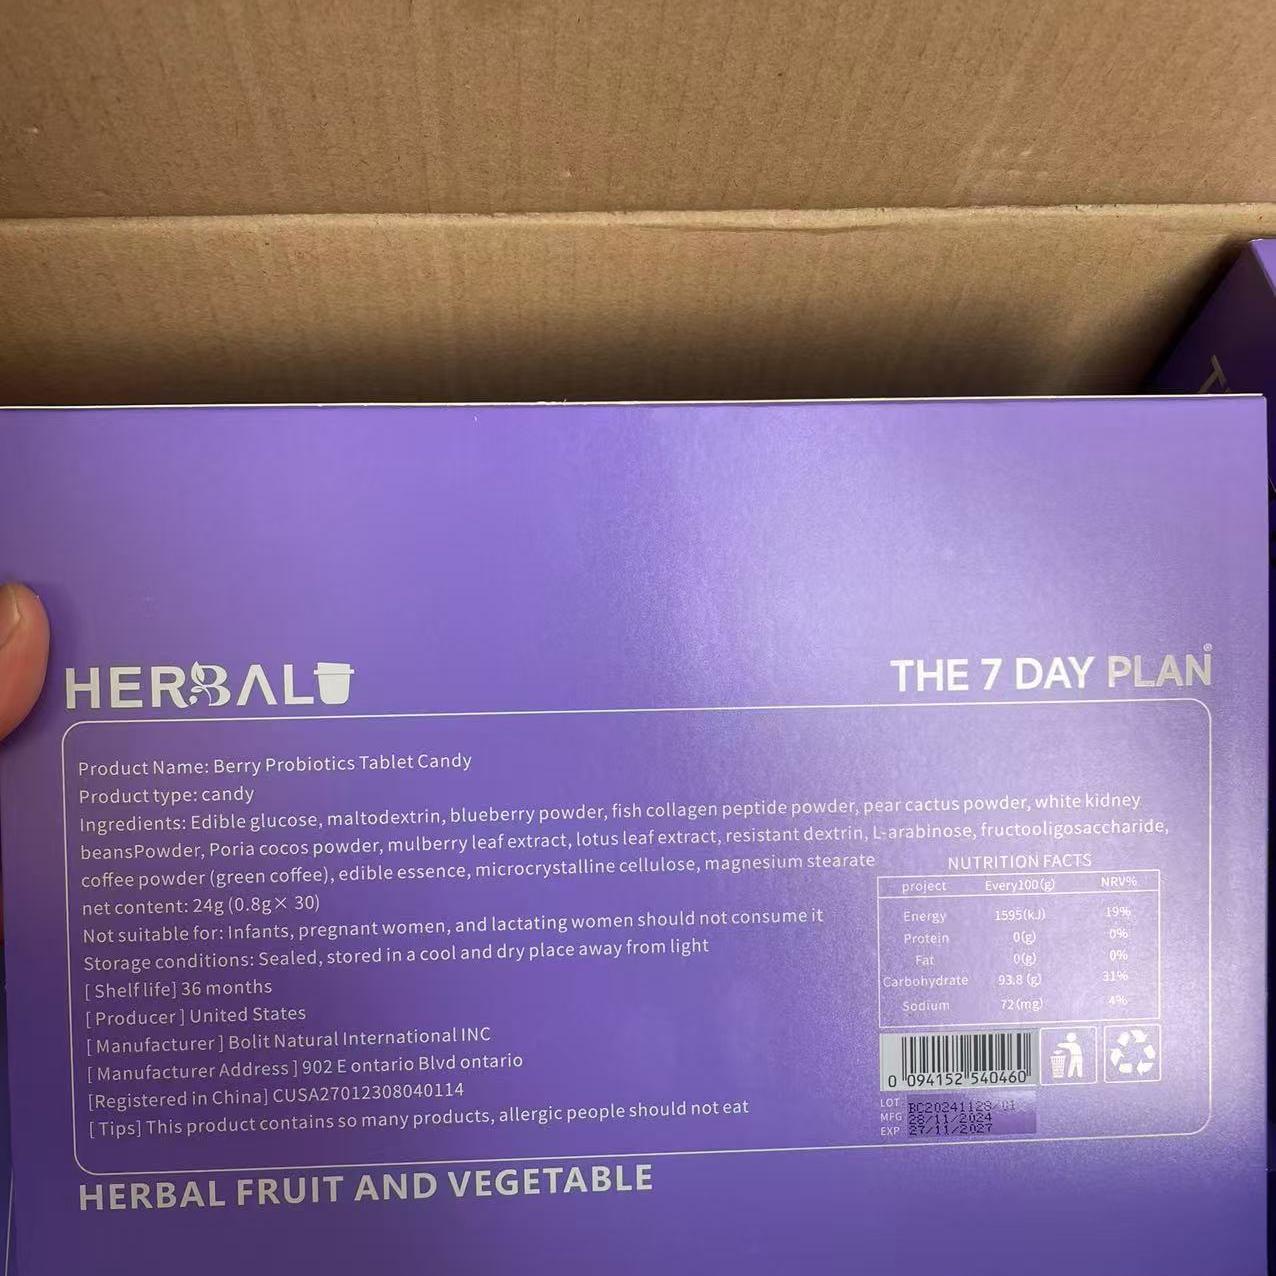 HERBAL
THE 7 DAY PLAN®
Product Name: Berry Probiotics Tablet Candy
Product type: candy
Ingredients: Edible glucose, maltodextrin, blueberry powder, fish collagen peptide powder, pear cactus powder, white kidney
beansPowder, Poria cocos powder, mulberry leaf extract, lotus leaf extract, resistant dextrin, L-arabinose, fructooligosaccharide,
coffee powder (green coffee), edible essence, microcrystalline cellulose, magnesium stearate
net content: 24g (0.8g× 30)
Not suitable for: Infants, pregnant women, and lactating women should not consume it
Storage conditions: Sealed, stored in a cool and dry place away from light
[ Shelf life] 36 months
[ Producer ] United States
[ Manufacturer ] Bolit Natural International INC
[ Manufacturer Address ] 902 E ontario Blvd ontario
[Registered in China] CUSA27012308040114
[ Tips] This product contains so many products, allergic people should not eat
NUTRITION FACTS
project Every100(g) NRV%
Energy 1595(kJ) 19%
Protein 0(g) 0%
Fat 0(g) 0%
Carbohydrate 93.8 (g) 31%
Sodium 72(mg) 4%
0 094152 540460
LOT BC20241128/01
MFG 28/11/2024
EXP 27/11/2027
HERBAL FRUIT AND VEGETABLE